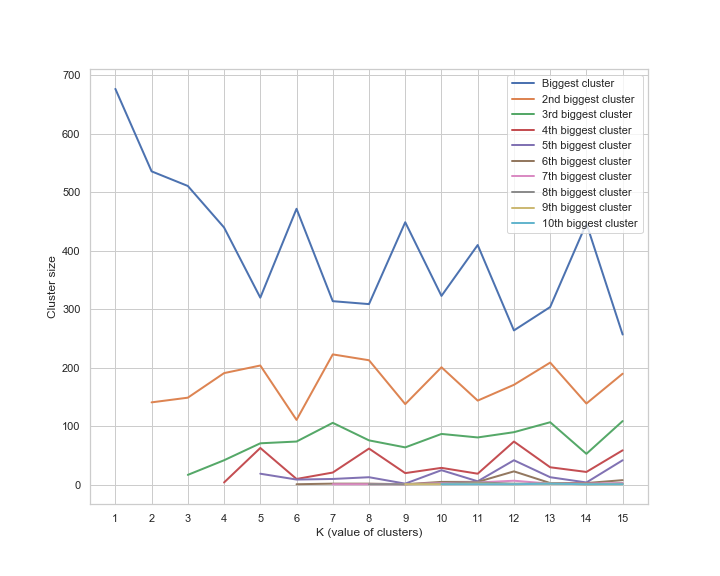 700
600
500
400
300
200
100
0
Cluster size
Biggest cluster
2nd biggest cluster
3rd biggest cluster
4th biggest cluster
5th biggest cluster
6th biggest cluster
7th biggest cluster
8th biggest cluster
9th biggest cluster
10th biggest cluster
1 2 3 4 5 6 7 8 9 10 11 12 13 14 15
K (value of clusters)